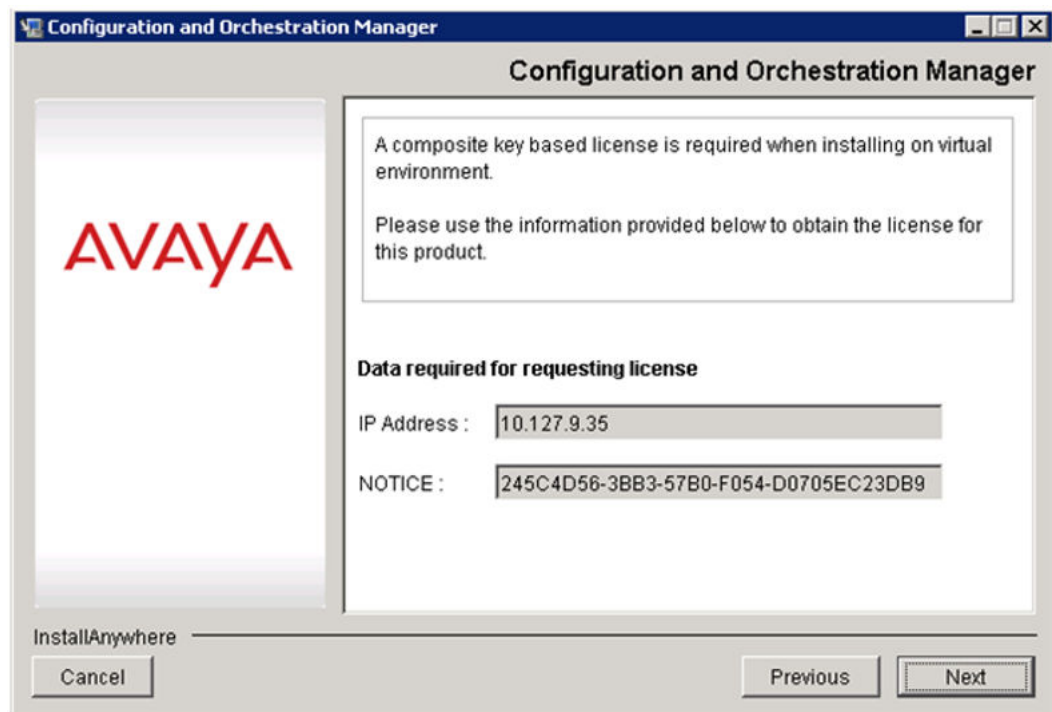 Configuration and Orchestration Manager
Configuration and Orchestration Manager
AVAYA
A composite key based license is required when installing on virtual
environment.
Please use the information provided below to obtain the license for
this product.
Data required for requesting license
IP Address : 10.127.9.35
NOTICE : 245C4D56-3BB3-57B0-F054-D0705EC23DB9
InstallAnywhere
Cancel Previous Next